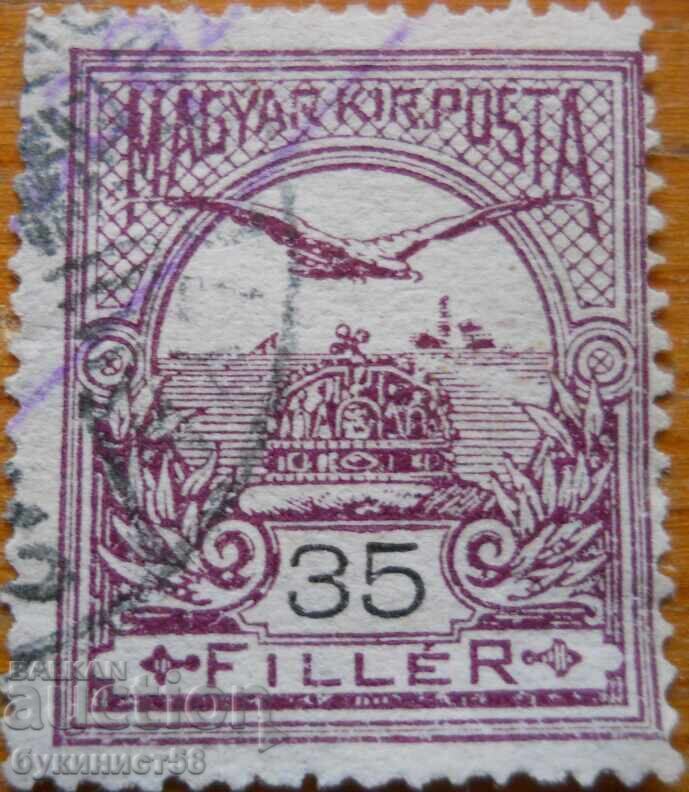 MAGYAR KIR. POSTA
35
FILLÉR
BALKAN
auction
букинист58